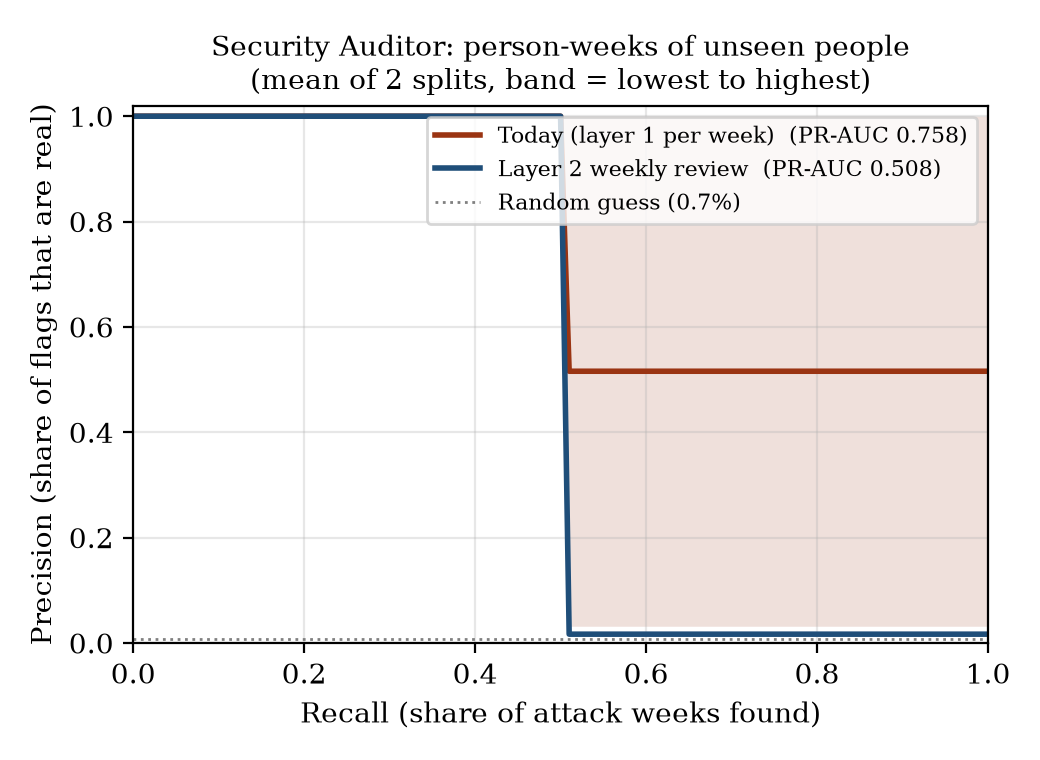 Security Auditor: person-weeks of unseen people
(mean of 2 splits, band = lowest to highest)
Precision (share of flags that are real)
1.0
0.8
0.6
0.4
0.2
0.0
Today (layer 1 per week)  (PR-AUC 0.758)
Layer 2 weekly review  (PR-AUC 0.508)
Random guess (0.7%)
0.0 0.2 0.4 0.6 0.8 1.0
Recall (share of attack weeks found)